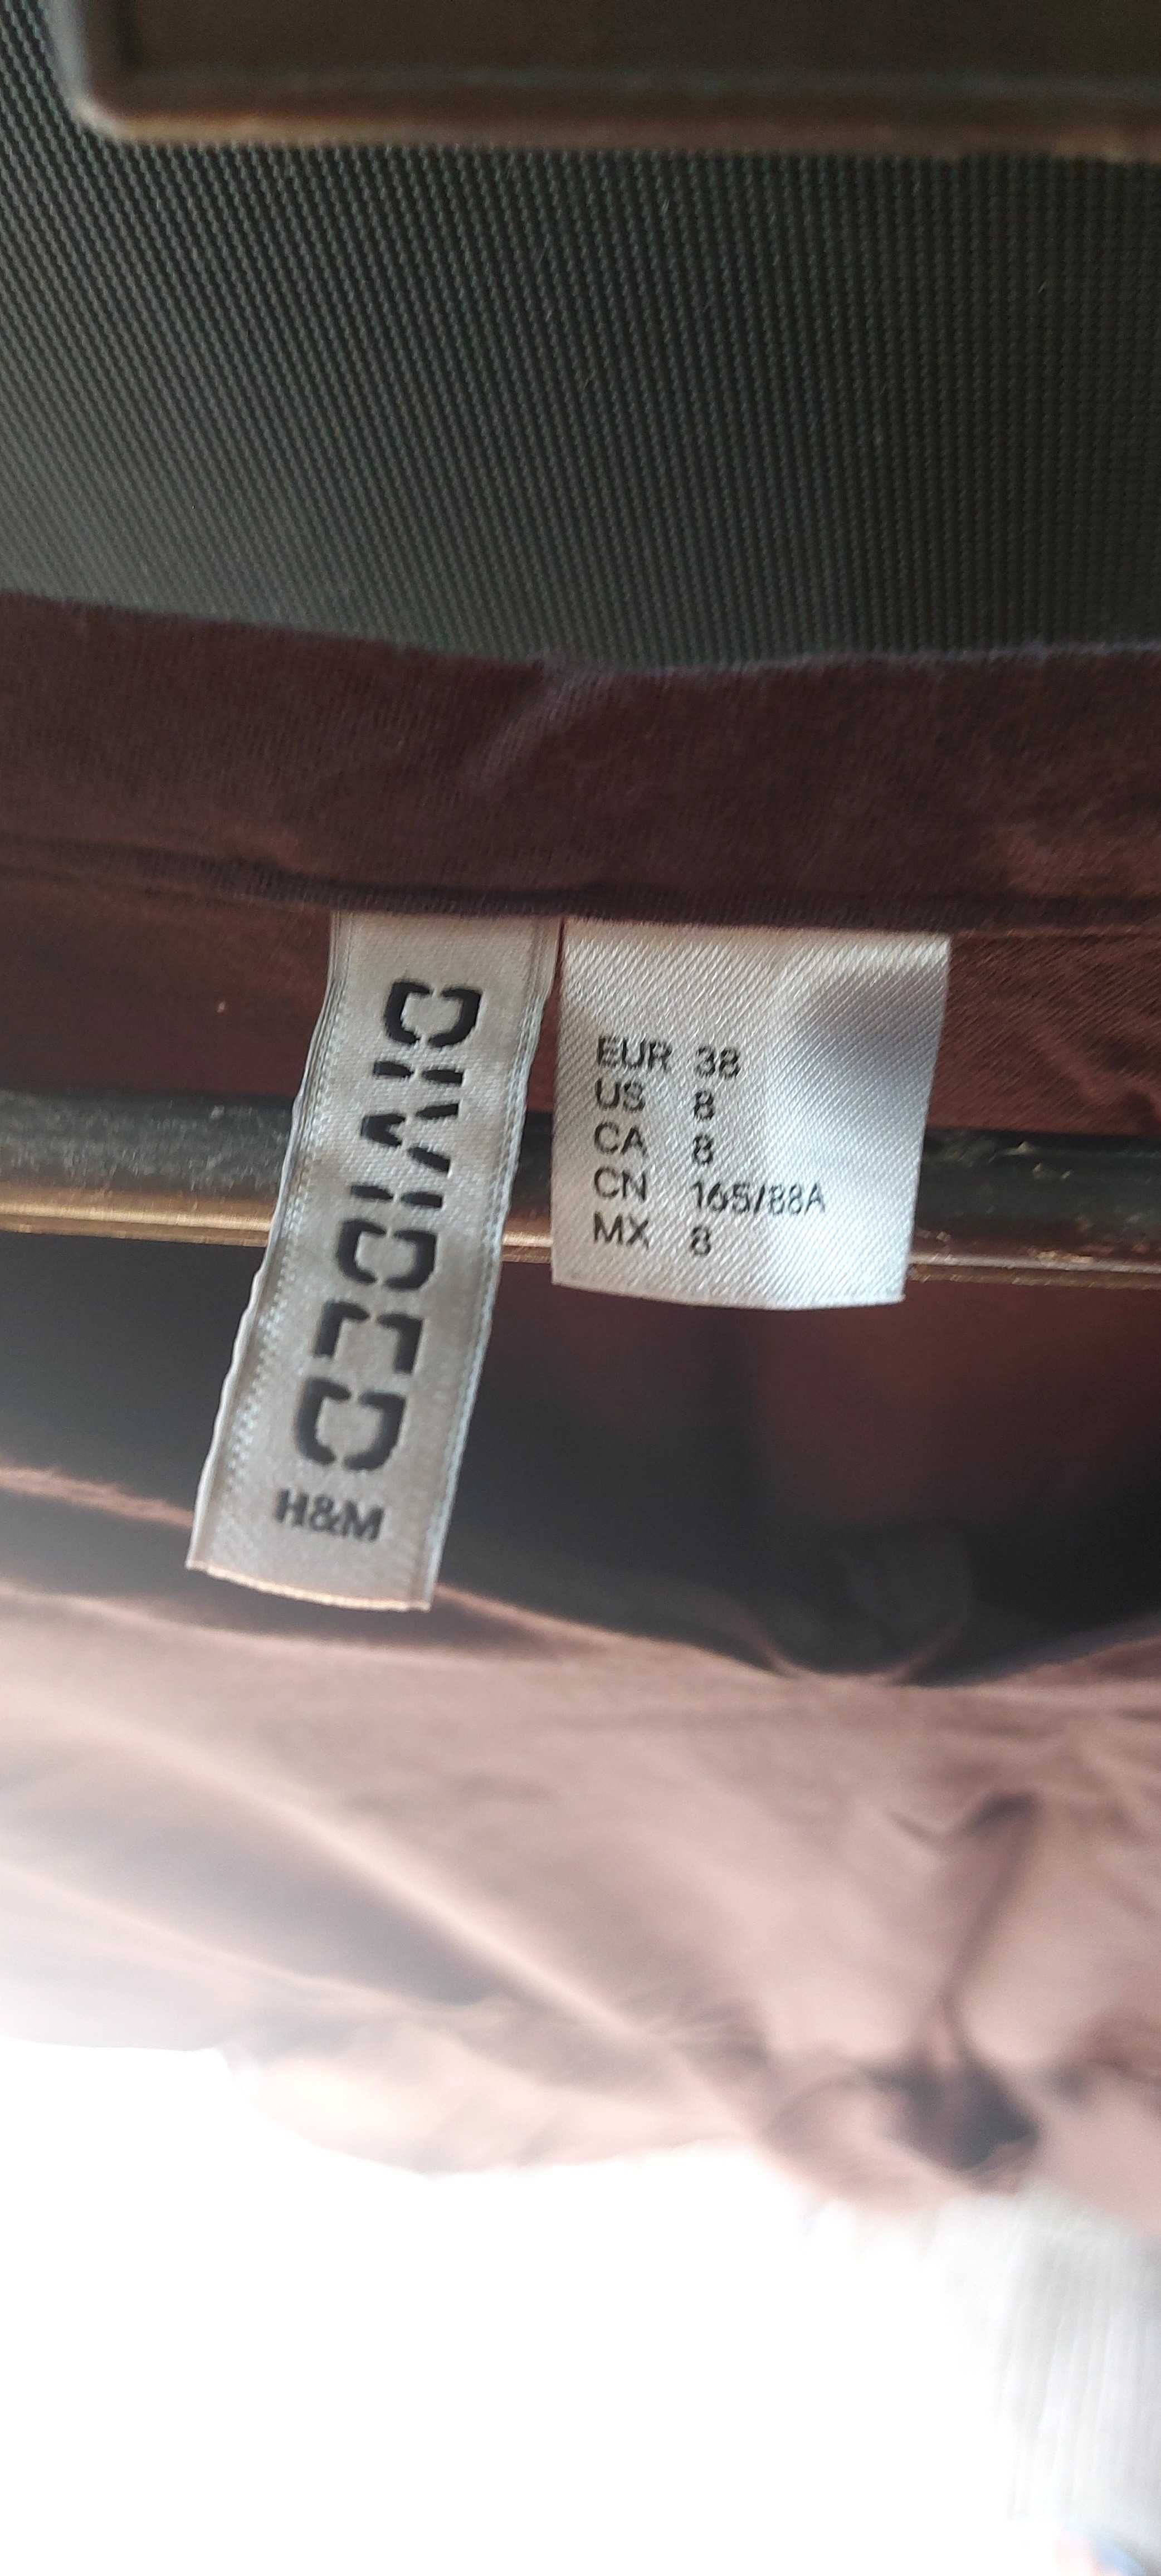 DIVIDED
H&M
EUR 38
US 8
CA 8
CN 165/88A
MX 8